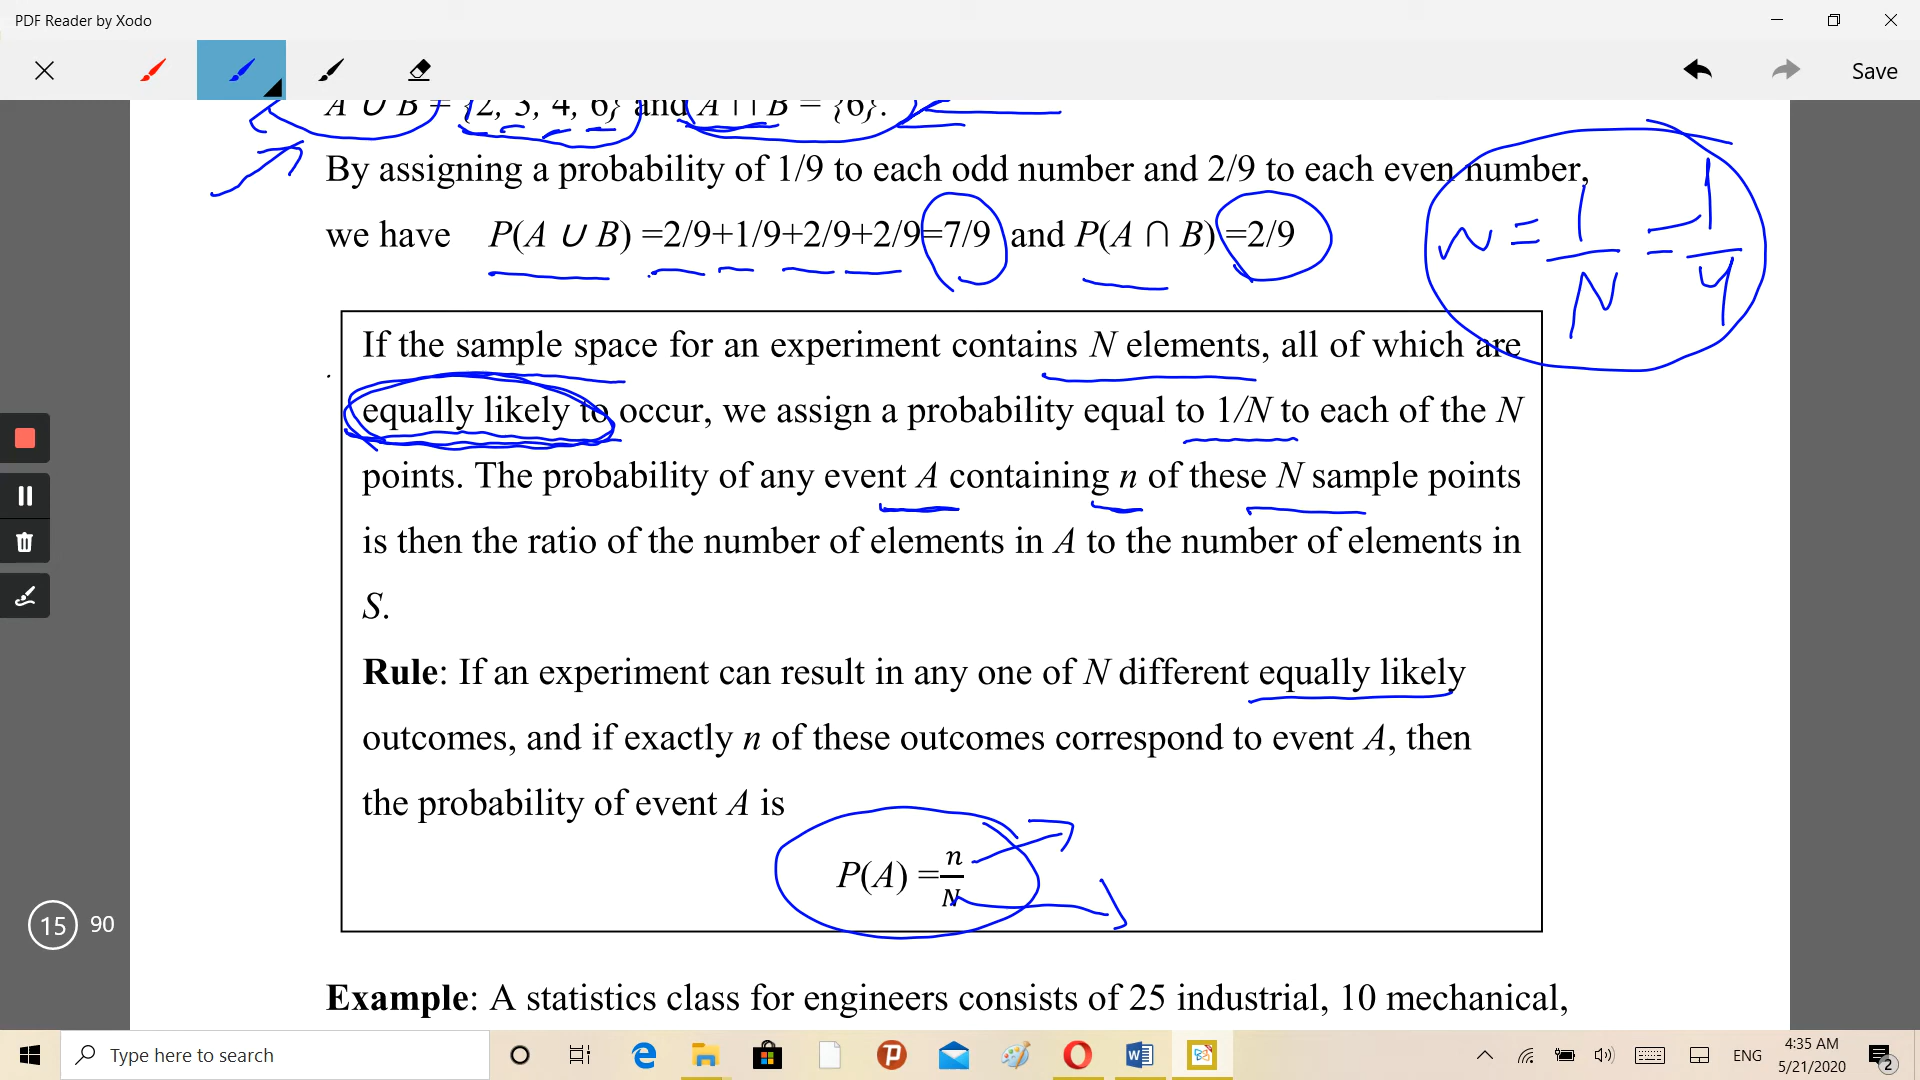 PDF Reader by Xodo
Save
A ∪ B = {2, 3, 4, 6} and A ∩ B = {6}.
By assigning a probability of 1/9 to each odd number and 2/9 to each even number,
we have P(A ∪ B) =2/9+1/9+2/9+2/9=7/9 and P(A ∩ B) =2/9
w = 1/N = 1/4
If the sample space for an experiment contains N elements, all of which are
equally likely to occur, we assign a probability equal to 1/N to each of the N
points. The probability of any event A containing n of these N sample points
is then the ratio of the number of elements in A to the number of elements in
S.
Rule: If an experiment can result in any one of N different equally likely
outcomes, and if exactly n of these outcomes correspond to event A, then
the probability of event A is
P(A) =n/N
15 90
Example: A statistics class for engineers consists of 25 industrial, 10 mechanical,
Type here to search
ENG
4:35 AM
5/21/2020
2